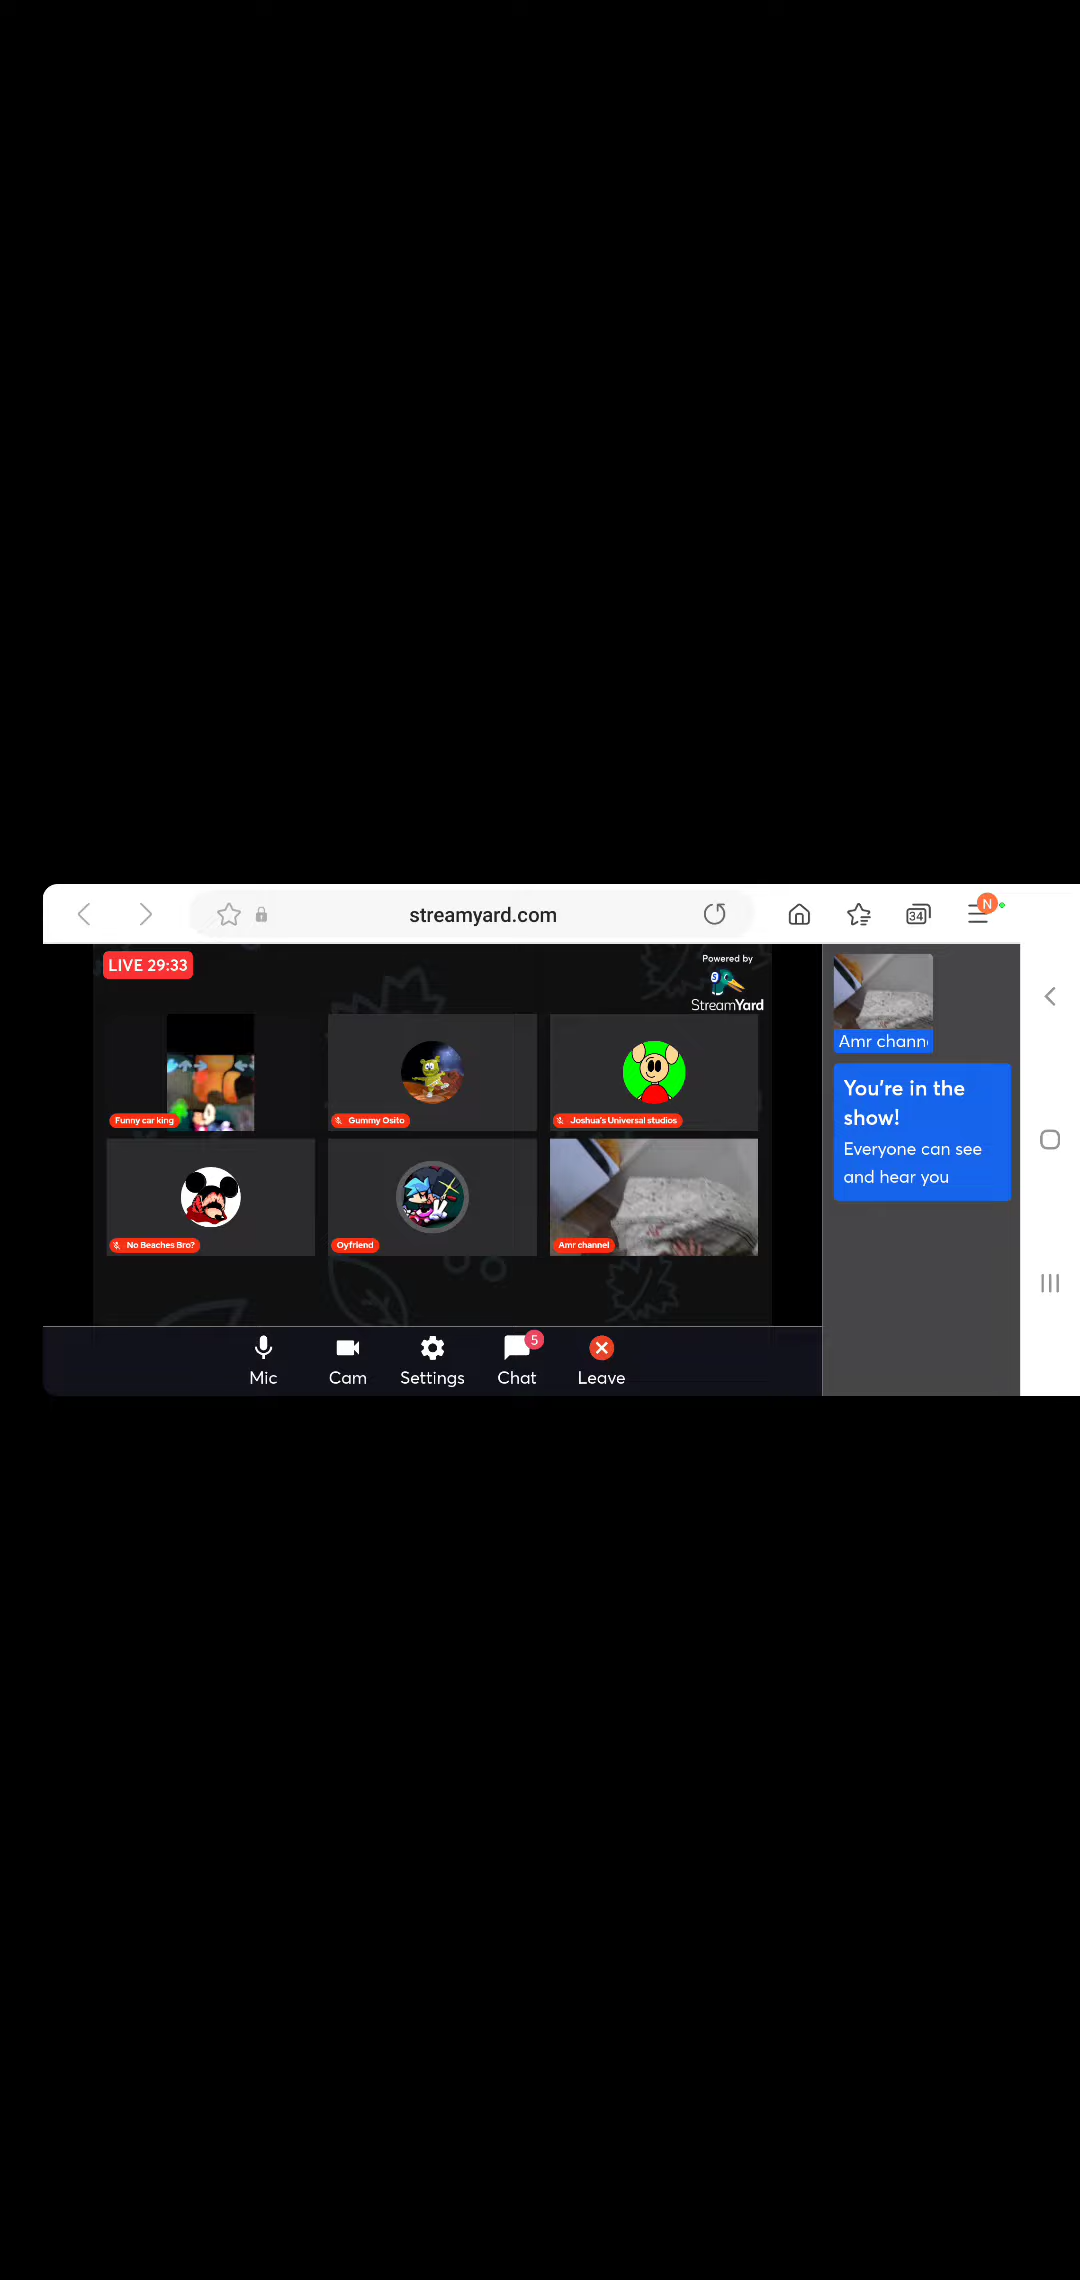 streamyard.com
34
N
LIVE 29:33
Powered by
StreamYard
Funny car king
Gummy Osito
Joshua's Universal studios
No Beaches Bro?
Oyfriend
Amr channel
Mic
Cam
Settings
5
Chat
Leave
Amr chann
You're in the
show!
Everyone can see
and hear you